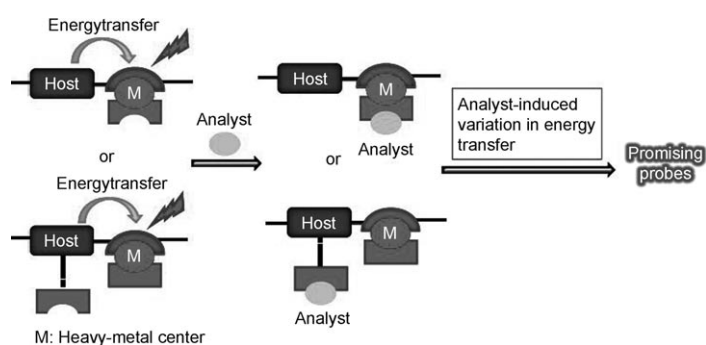 Energytransfer
Host
M
or
Energytransfer
Host
M
M: Heavy-metal center
Analyst
Host
M
Analyst
or
Host
M
Analyst
Analyst-induced
variation in energy
transfer
Promising
probes